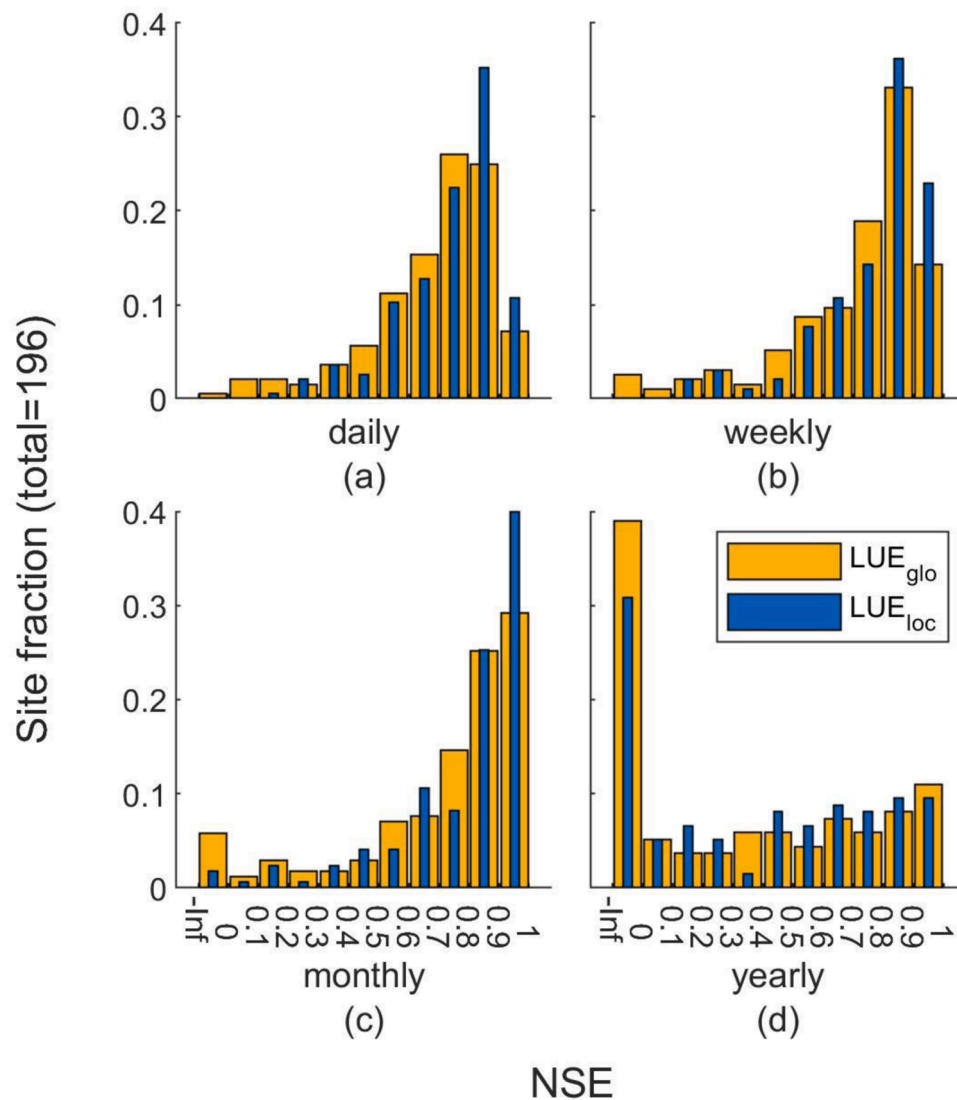 Site fraction (total=196)
0.4
0.3
0.2
0.1
0
daily
weekly
(a)
(b)
0.4
0.3
0.2
0.1
0
LUE_glo
LUE_loc
-Inf 0 0.1 0.2 0.3 0.4 0.5 0.6 0.7 0.8 0.9 1
-Inf 0 0.1 0.2 0.3 0.4 0.5 0.6 0.7 0.8 0.9 1
monthly
yearly
(c)
(d)
NSE